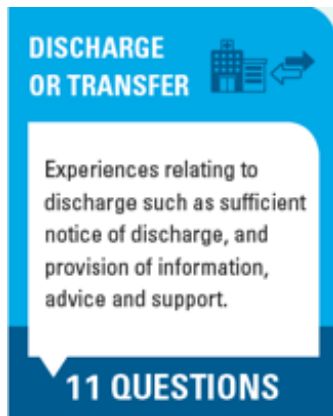 DISCHARGE
OR TRANSFER
Experiences relating to
discharge such as sufficient
notice of discharge, and
provision of information,
advice and support.
11 QUESTIONS